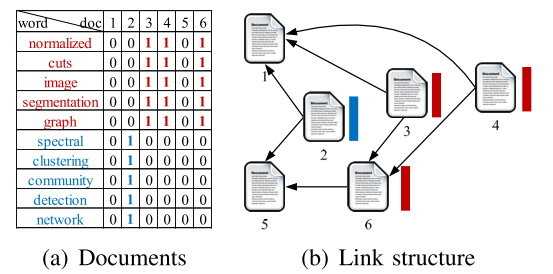 word doc 1 2 3 4 5 6
normalized 0 0 1 1 0 1
cuts 0 0 1 1 0 1
image 0 0 1 1 0 1
segmentation 0 0 1 1 0 1
graph 0 0 1 1 0 1
spectral 0 1 0 0 0 0
clustering 0 1 0 0 0 0
community 0 1 0 0 0 0
detection 0 1 0 0 0 0
network 0 1 0 0 0 0
(a) Documents
Document
1
Document
2
Document
3
Document
4
Document
5
Document
6
(b) Link structure